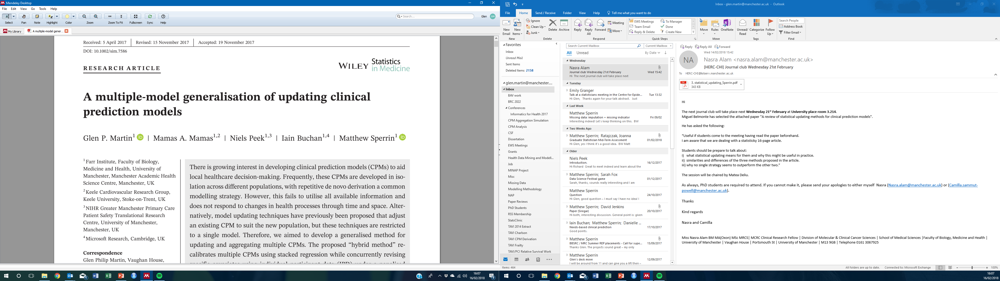 Mendeley Desktop
File Edit View Go Tools Help
Select Pan Note Highlight Color Zoom Zoom To Fit Fullscreen Sync Help
Search...
Glen GM
My Library
A multiple-model gener...
Received: 5 April 2017 Revised: 15 November 2017 Accepted: 19 November 2017
DOI: 10.1002/sim.7586
RESEARCH ARTICLE
WILEY Statistics
in Medicine
A multiple-model generalisation of updating clinical
prediction models
Glen P. Martin1 iD | Mamas A. Mamas1,2 | Niels Peek1,3 | Iain Buchan1,4 | Matthew Sperrin1 iD
1 Farr Institute, Faculty of Biology,
Medicine and Health, University of
Manchester, Manchester Academic Health
Science Centre, Manchester, UK
2 Keele Cardiovascular Research Group,
Keele University, Stoke-on-Trent, UK
3 NIHR Greater Manchester Primary Care
Patient Safety Translational Research
Centre, University of Manchester,
Manchester, UK
4 Microsoft Research, Cambridge, UK
Correspondence
Glen Philip Martin, Vaughan House,
There is growing interest in developing clinical prediction models (CPMs) to aid
local healthcare decision-making. Frequently, these CPMs are developed in iso-
lation across different populations, with repetitive de novo derivation a common
modelling strategy. However, this fails to utilise all available information and
does not respond to changes in health processes through time and space. Alter-
natively, model updating techniques have previously been proposed that adjust
an existing CPM to suit the new population, but these techniques are restricted
to a single model. Therefore, we aimed to develop a generalised method for
updating and aggregating multiple CPMs. The proposed “hybrid method” re-
calibrates multiple CPMs using stacked regression while concurrently revising
16:07
16/02/2018
Inbox - glen.martin@manchester.ac.uk - Outlook
File Home Send / Receive Folder View Help Tell me what you want to do
New Email
New Items
New
Ignore
Clean Up
Junk
Delete
Archive
Delete
Reply
Reply All
Forward
Meeting
More
Respond
EWS Meetings
Team Email
Reply & Delete
To Manager
Done
Create New
Quick Steps
Move
Rules
OneNote
Move
Unread/ Read
Categorize
Follow Up
Tags
Search People
Address Book
Filter Email
Find
Favorites
Inbox
Unread Mail
Sent Items
Deleted Items 2158
glen.martin@manchester....
Inbox
BAV work
BRC 2022
Conferences
Informatics for Health 2017
CPM Aggregation Simulation
CPM Analysis
CSF
Dissertation
EWS Meetings
Grants
Health Data Mining and Modell...
Job
MINAP Project
Misc
Missing Data
Modelling Methodology
NAP
Paper Reviews
PhD Students
RSS Membership
StatsClinic
TAVI 2014 Extract
TAVI Charlson
TAVI CPM Derivation
TAVI Frailty
TAVI/PCI Relative Survival Work
Search Current Mailbox Current Mailbox
All Unread By Date
Wednesday
Nasra Alam
Journal club Wednesday 21st February Wed 15:42
Hi The next journal club will take place next
Tuesday
Emily Granger
Talk at a statisticians meeting in the Centre for Epide... Tue 13:32
Hi Glen, Thanks again for your talk abstract. Just
Last Week
Matthew Sperrin
Missing data: imputation + missing indicator Fri 09/02
Interesting indeed! Let's keep thinking on this. BW
Two Weeks Ago
Matthew Sperrin; Ratajczak, Joanna
Graduate Statistician Mid-Term Assessment 01/02/2018
Hi Glen, yes I think it's a good idea. BW Matt
Older
Niels Peek
Introduction. 16/12/2017
Hi Richard Great to meet indeed and learn about the
Matthew Sperrin; Sarah Fox
Data Science Festival game 01/12/2017
Sarah, thanks, sounds really interesting and I am
Matthew Sperrin
Question 24/10/2017
Hi Glen, good question – I must say I have no idea! I
Matthew Sperrin; David Jenkins
Paper (Siregar) 20/10/2017
Hi both, interesting discussion. General point is: given
Iain Buchan; Matthew Sperrin; Danielle ...
Needs-based clinical prediction 17/10/2017
Good points.
Matthew Sperrin
BBSRC / MRC Summer REP placements - Call for supe... 15/09/2017
Thanks Glen. The projects sound great – my only
Matthew Sperrin
Glen's desk move 12/09/2017
I will be around from 11 and can give you a lift then –
Reply Reply All Forward
Wed 14/02/2018 15:42
NA
Nasra Alam <nasra.alam@manchester.ac.uk>
[HERC-CHI] Journal club Wednesday 21st February
To HERC-CHI@listserv.manchester.ac.uk
3. statistical_updating_Sperrin.pdf
343 KB
Hi
The next journal club will take place next Wednesday 21st February at University place room 3.214.
Miguel Belmonte has selected the attached paper "A review of statistical updating methods for clinical prediction models".
He has asked the following:
“Useful if students come to the meeting having read the paper beforehand.
I am aware that we are dealing with a statisticky 16-page article.
Students should be prepare to talk about:
i) what statistical updating means for them and why this might be useful in practice.
ii) similarities and differences of the three methods proposed in the article.
iii) why no single strategy seems to outperform the other two.”
The session will be chaired by Matea Deliu.
As always, PhD students are required to attend. If you cannot make it, please send your apologies to either myself Nasra (Nasra.alam@manchester.ac.uk) or (Camilla.sammut-
powell@manchester.ac.uk).
Thanks
Kind regards
Nasra and Camilla
Miss Nasra Alam BM MA(Oxon) MSc MRCS| MCRC Clinical Research Fellow | Division of Molecular & Clinical Cancer Sciences | School of Medical Sciences |Faculty of Biology, Medicine and Health |
University of Manchester | Vaughan House | Portsmouth St | University of Manchester | M13 9GB | Telephone 0161 3067925
Items: 464
All folders are up to date. Connected to: Microsoft Exchange 100%
16:07
16/02/2018